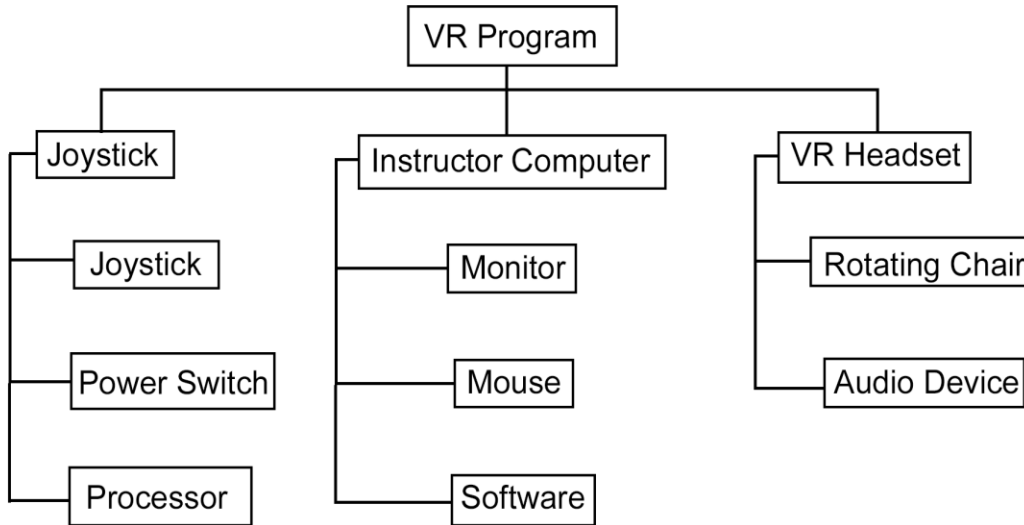 VR Program
Joystick
Instructor Computer
VR Headset
Joystick
Monitor
Rotating Chair
Power Switch
Mouse
Audio Device
Processor
Software